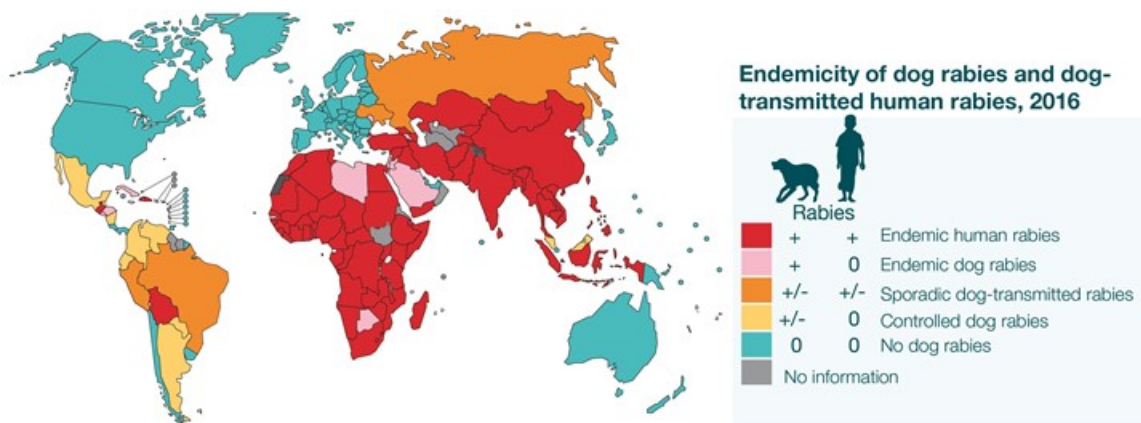 Endemicity of dog rabies and dog-
transmitted human rabies, 2016
Rabies
+ + Endemic human rabies
+ 0 Endemic dog rabies
+/- +/- Sporadic dog-transmitted rabies
+/- 0 Controlled dog rabies
0 0 No dog rabies
No information